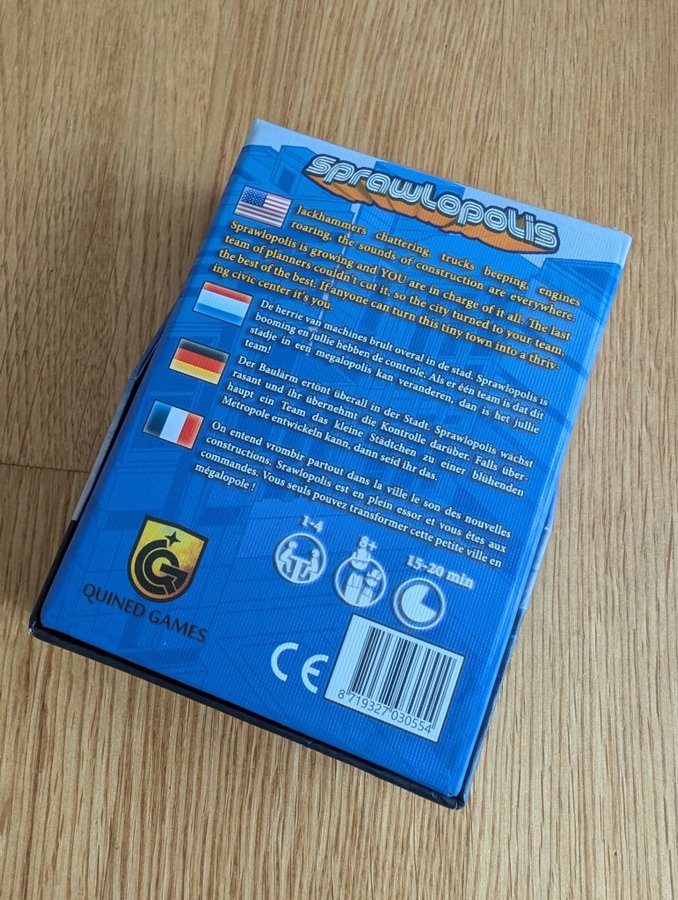 sprawlopolis
Jackhammers chattering, trucks beeping, engines
roaring, the sounds of construction are everywhere.
Sprawlopolis is growing and YOU are in charge of it all. The last
team of planners couldn't cut it, so the city turned to your team,
the best of the best. If anyone can turn this tiny town into a thriv-
ing civic center it's you.
De herrie van machines brult overal in de stad. Sprawlopolis is
booming en jullie hebben de controle. Als er één team is dat dit
stadje in een megalopolis kan veranderen, dan is het jullie
team!
Der Baulärm ertönt überall in der Stadt. Sprawlopolis wächst
rasant und ihr übernehmt die Kontrolle darüber. Falls über-
haupt ein Team das kleine Städtchen zu einer blühenden
Metropole entwickeln kann, dann seid ihr das.
On entend vrombir partout dans la ville le son des nouvelles
constructions. Srawlopolis est en plein essor et vous êtes aux
commandes. Vous seuls pouvez transformer cette petite ville en
mégalopole !
1-4
8+
15-20 min
QUINED GAMES
CE
8 719327 030554